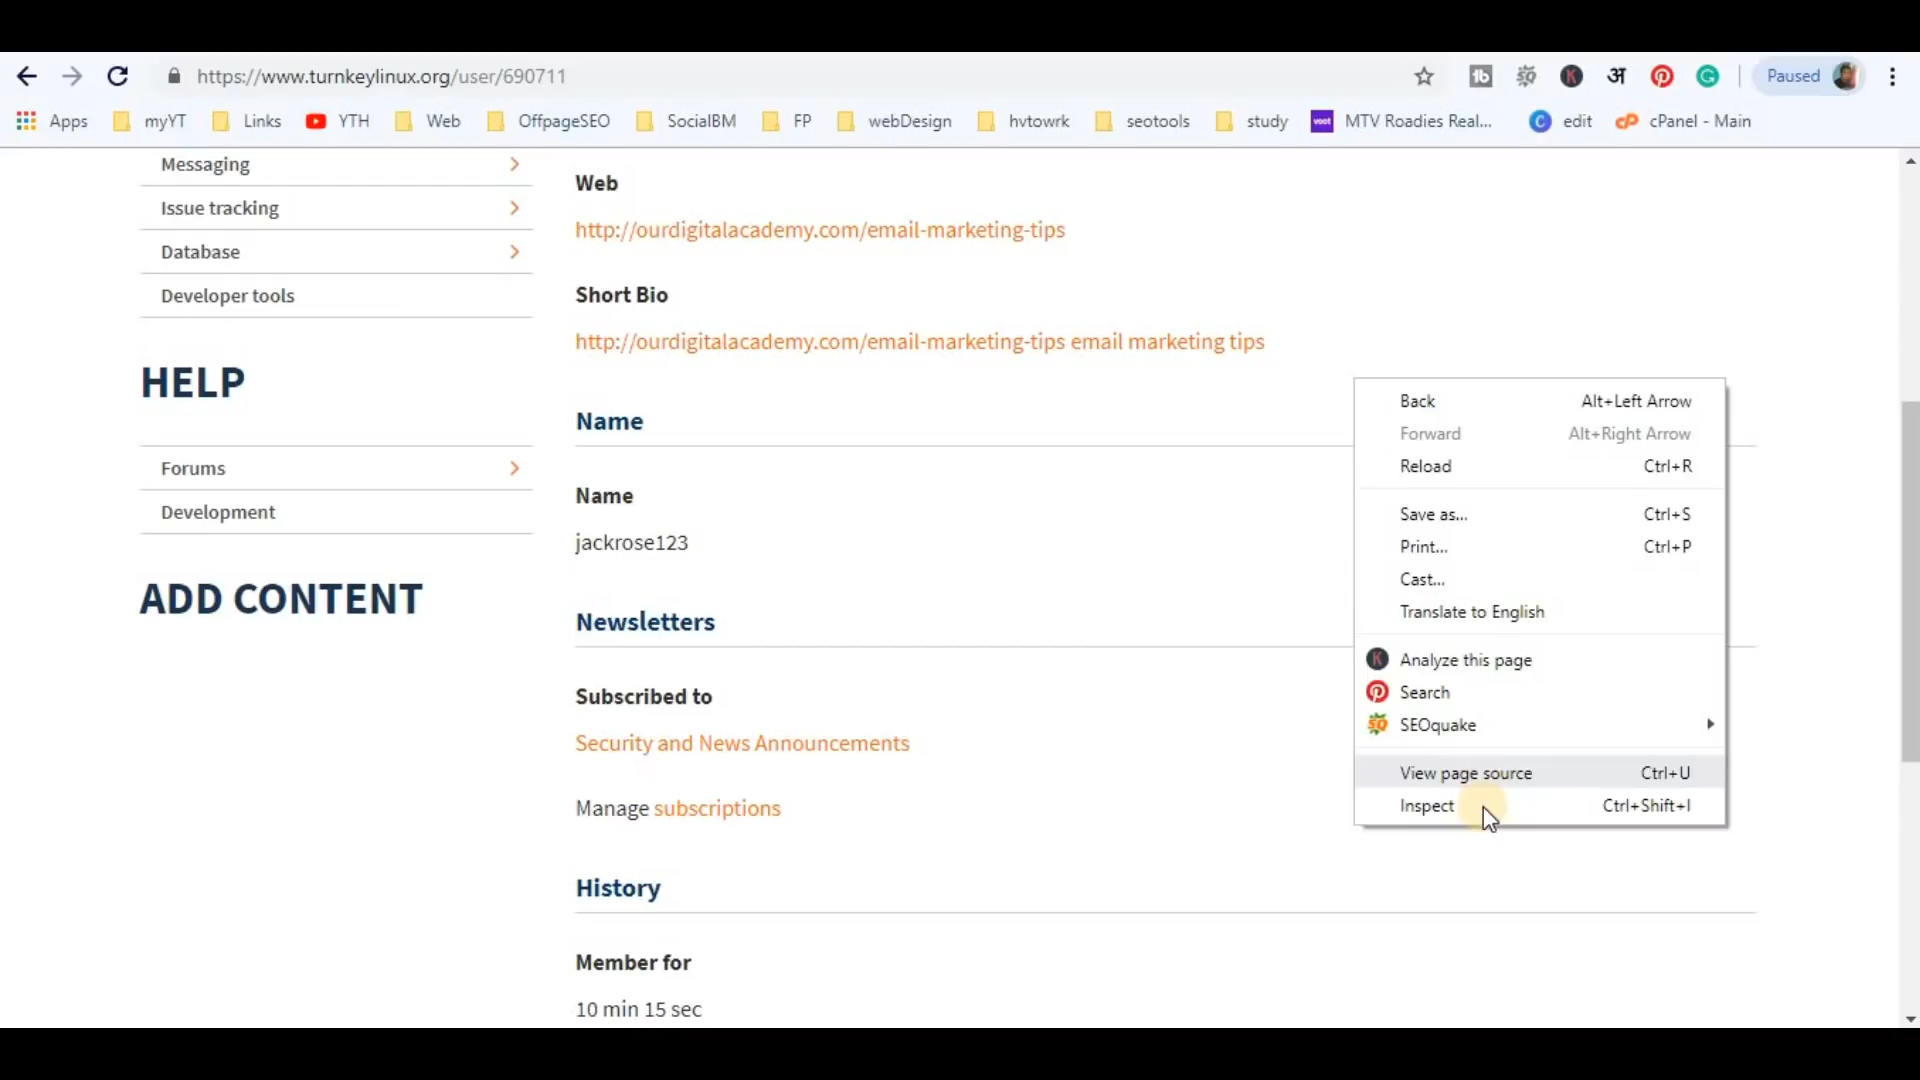 https://www.turnkeylinux.org/user/690711
Paused
Apps
myYT
Links
YTH
Web
OffpageSEO
SocialBM
FP
webDesign
hvtowrk
seotools
study
voot
MTV Roadies Real...
edit
cPanel - Main
Messaging
Issue tracking
Database
Developer tools
HELP
Forums
Development
ADD CONTENT
Web
http://ourdigitalacademy.com/email-marketing-tips
Short Bio
http://ourdigitalacademy.com/email-marketing-tips email marketing tips
Name
Name
jackrose123
Newsletters
Subscribed to
Security and News Announcements
Manage subscriptions
History
Member for
10 min 15 sec
Back Alt+Left Arrow
Forward Alt+Right Arrow
Reload Ctrl+R
Save as... Ctrl+S
Print... Ctrl+P
Cast...
Translate to English
Analyze this page
Search
SEOquake
View page source Ctrl+U
Inspect Ctrl+Shift+I